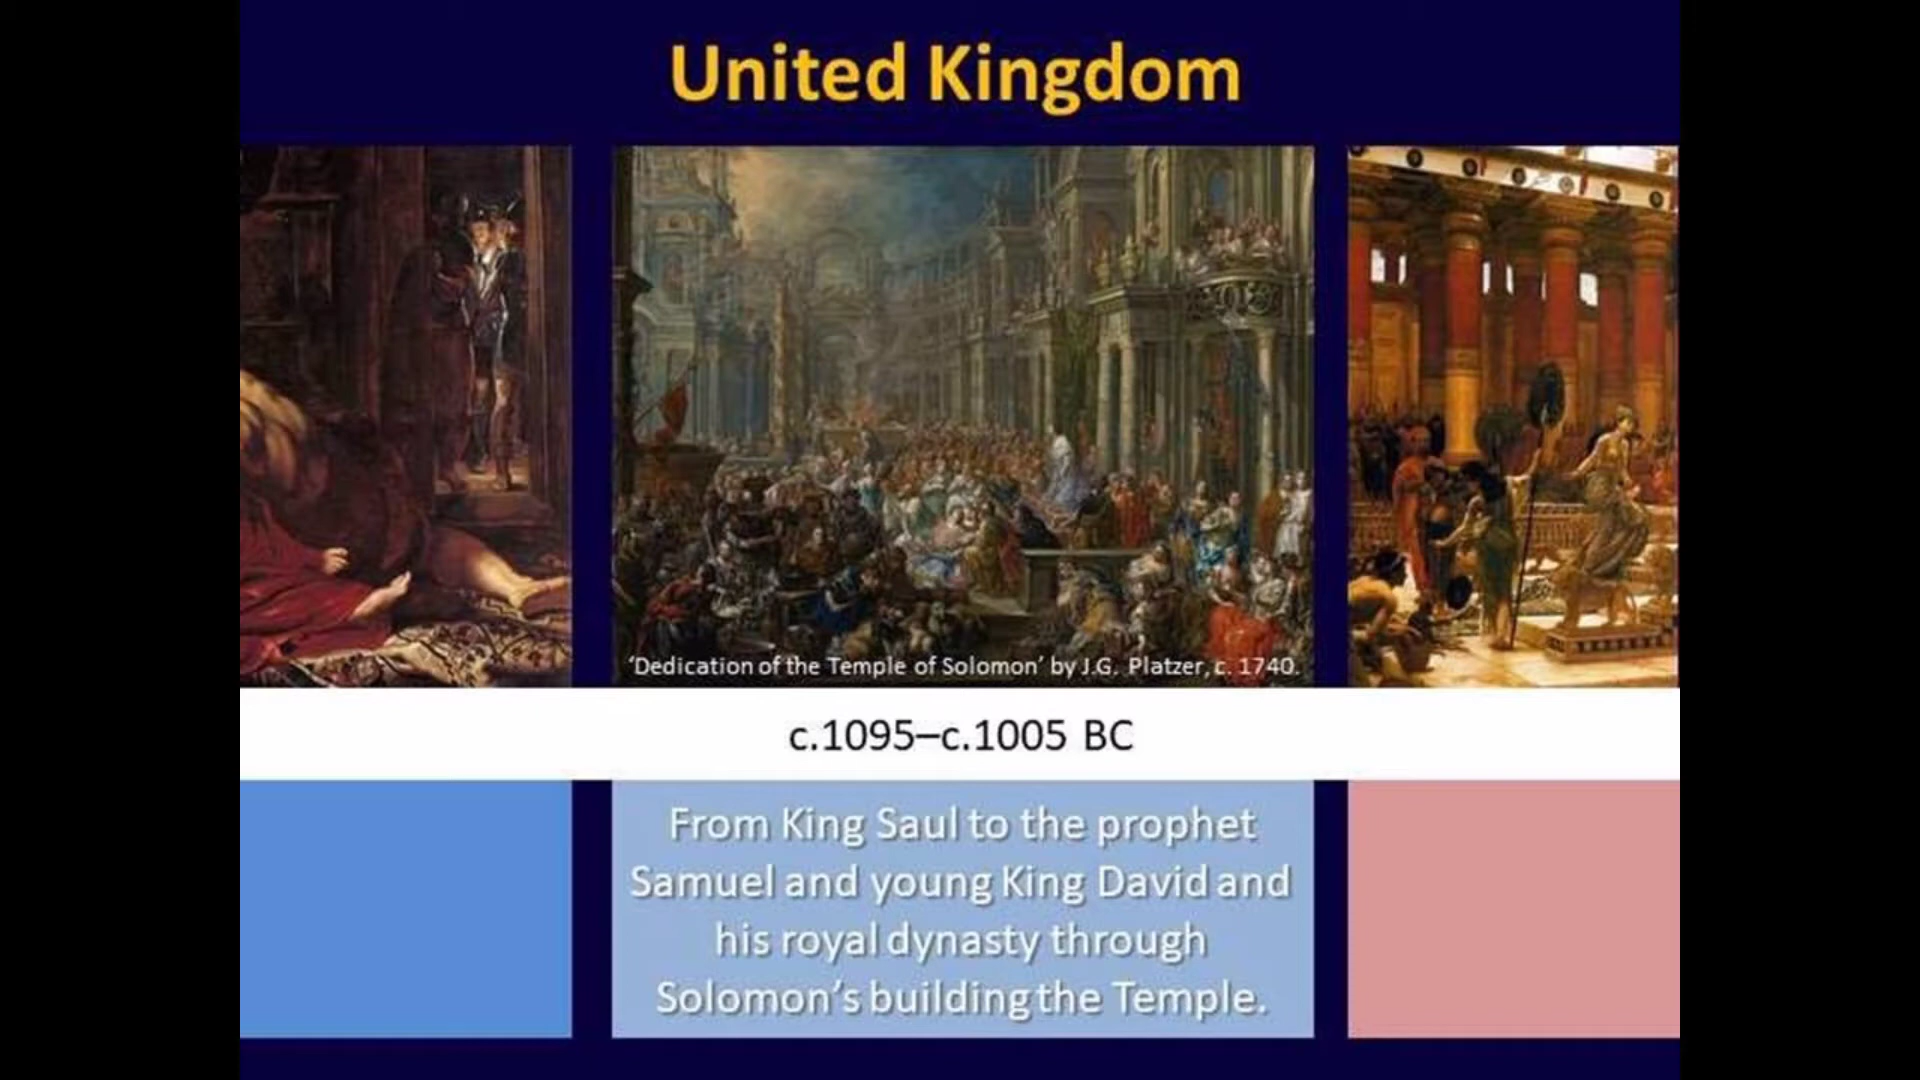 United Kingdom
‘Dedication of the Temple of Solomon’ by J.G. Platzer, c. 1740.
c.1095–c.1005 BC
From King Saul to the prophet
Samuel and young King David and
his royal dynasty through
Solomon’s building the Temple.